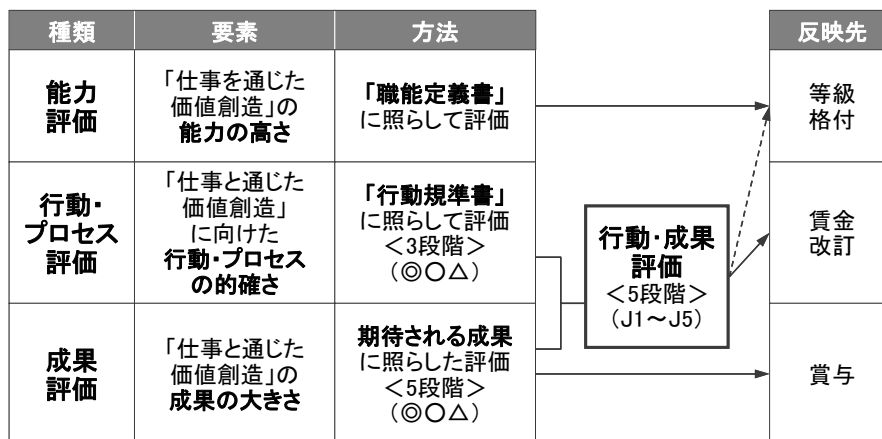 種類
要素
方法
反映先
能力
評価
「仕事を通じた
価値創造」の
能力の高さ
「職能定義書」
に照らして評価
等級
格付
行動・
プロセス
評価
「仕事と通じた
価値創造」
に向けた
行動・プロセス
の的確さ
「行動規準書」
に照らして評価
＜3段階＞
（◎○△）
行動・成果
評価
＜5段階＞
（J1～J5）
賃金
改訂
成果
評価
「仕事と通じた
価値創造」の
成果の大きさ
期待される成果
に照らした評価
＜5段階＞
（◎○△）
賞与